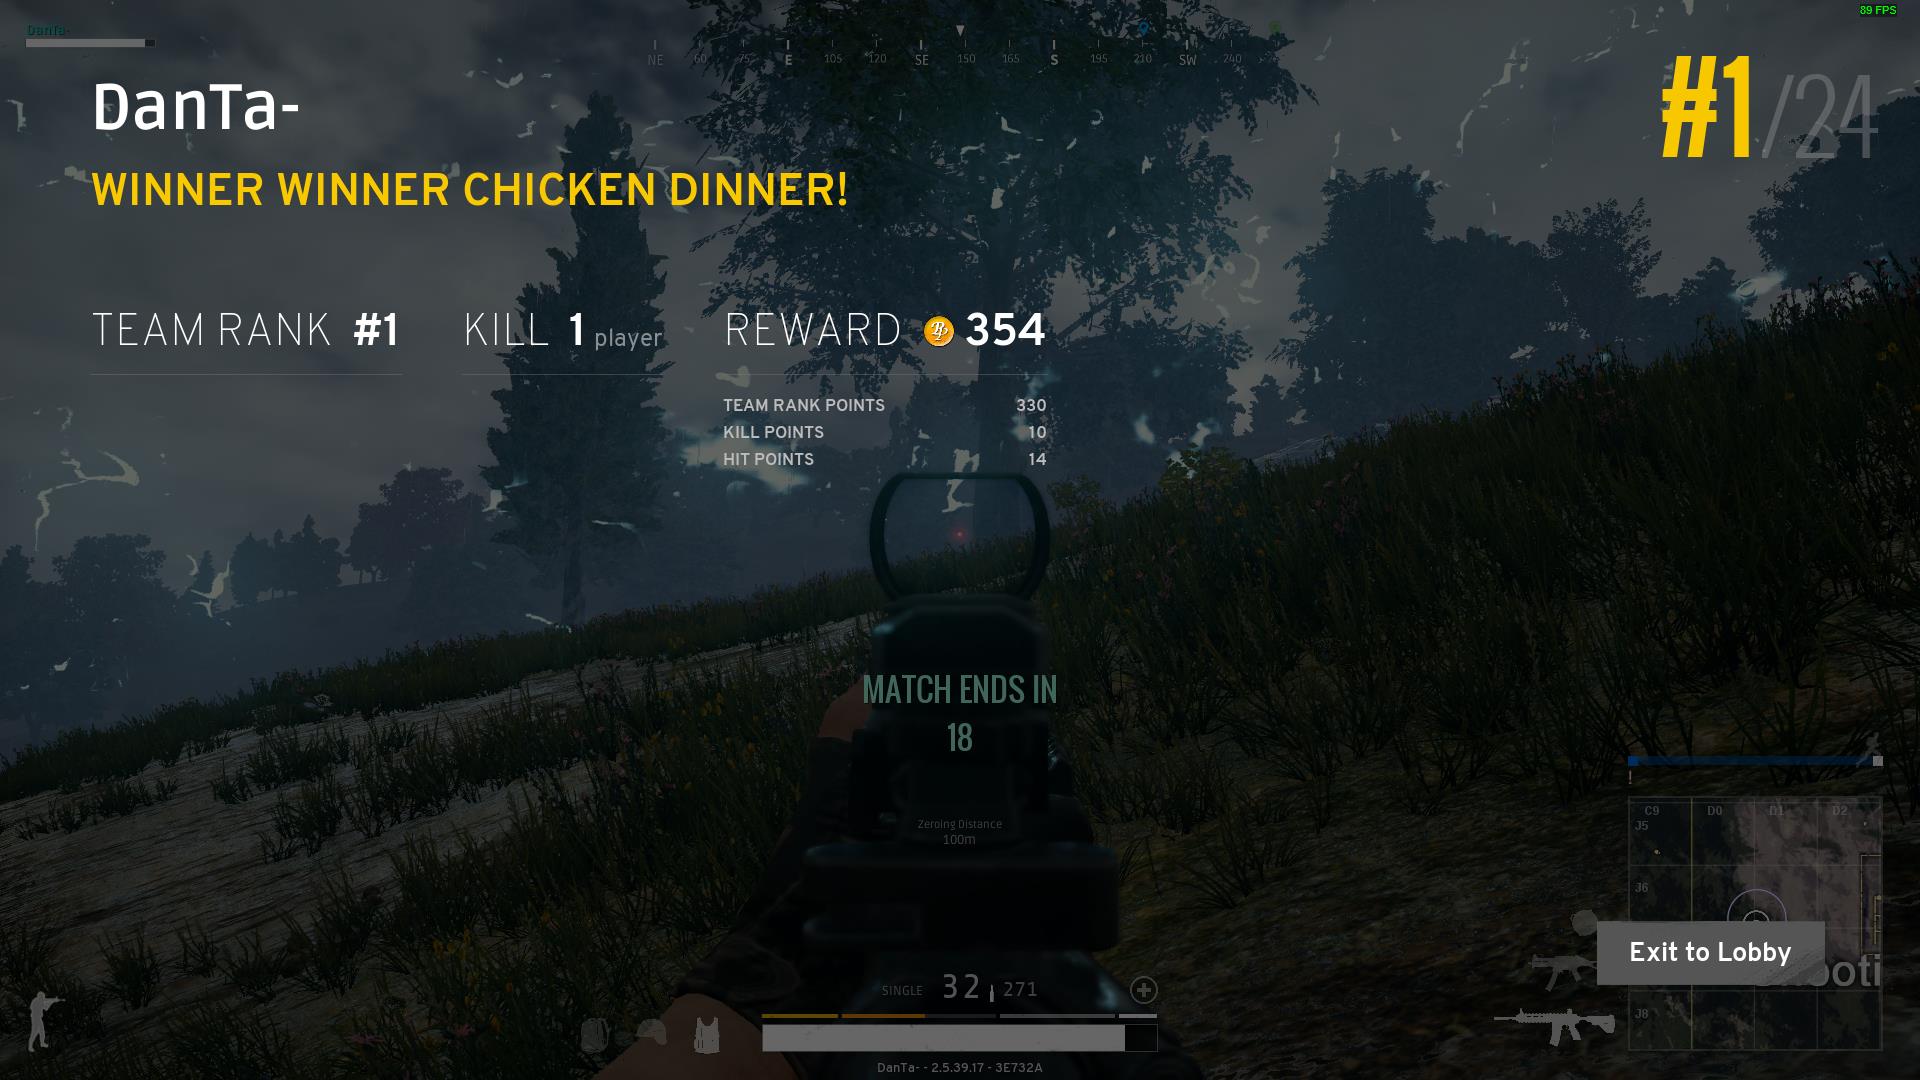 89 FPS
DanTa-
NE 60 75 E 105 120 SE 150 165 S 195 210 SW 240
DanTa-
#1/24
WINNER WINNER CHICKEN DINNER!
TEAM RANK #1
KILL 1 player
REWARD 354
TEAM RANK POINTS 330
KILL POINTS 10
HIT POINTS 14
MATCH ENDS IN
18
Zeroing Distance
100m
C9 D0 D1 D2
J5
J6
Exit to Lobby
J8
SINGLE 32 271
DanTa- - 2.5.39.17 - 3E732A